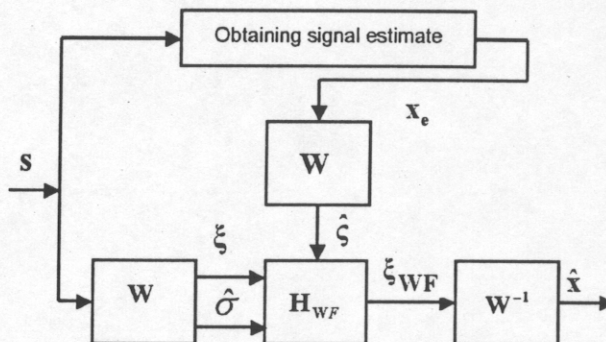 Obtaining signal estimate
x_e
s
W
ζ̂
ξ
W
σ̂
H_WF
ξ_WF
W⁻¹
x̂